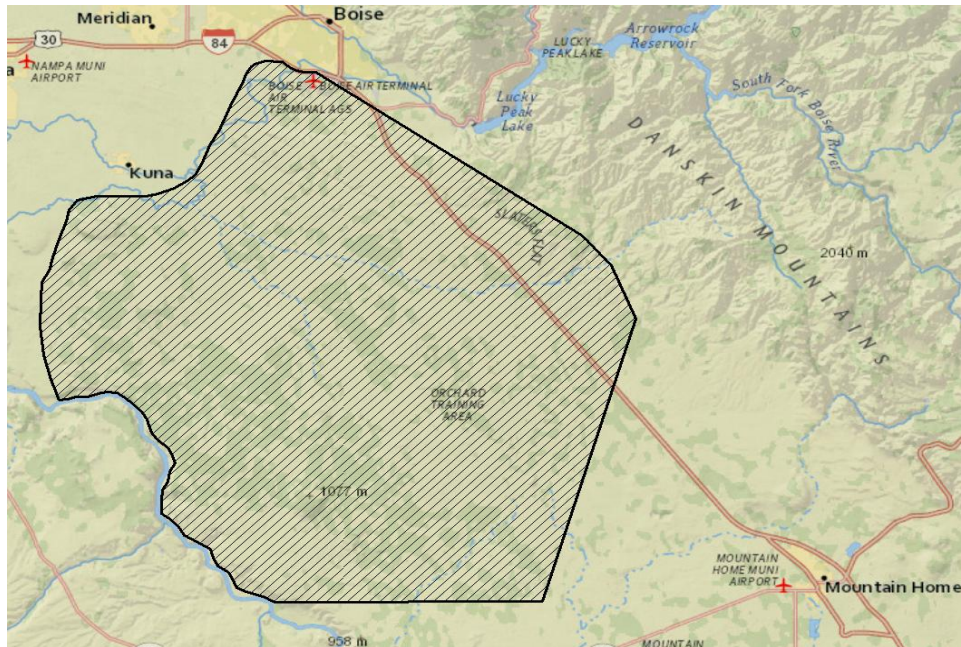 Meridian
Boise
30
84
a
NAMPA MUNI
AIRPORT
BOISE
AIR
TERMINAL AGS
BOISE AIR TERMINAL
LUCKY
PEAK LAKE
Arrowrock
Reservoir
Lucky
Peak
Lake
South Fork Boise River
Kuna
DANSKIN MOUNTAINS
SLATERS FLAT
2040 m
ORCHARD
TRAINING
AREA
1077 m
MOUNTAIN
HOME MUNI
AIRPORT
Mountain Home
958 m
MOUNTAIN